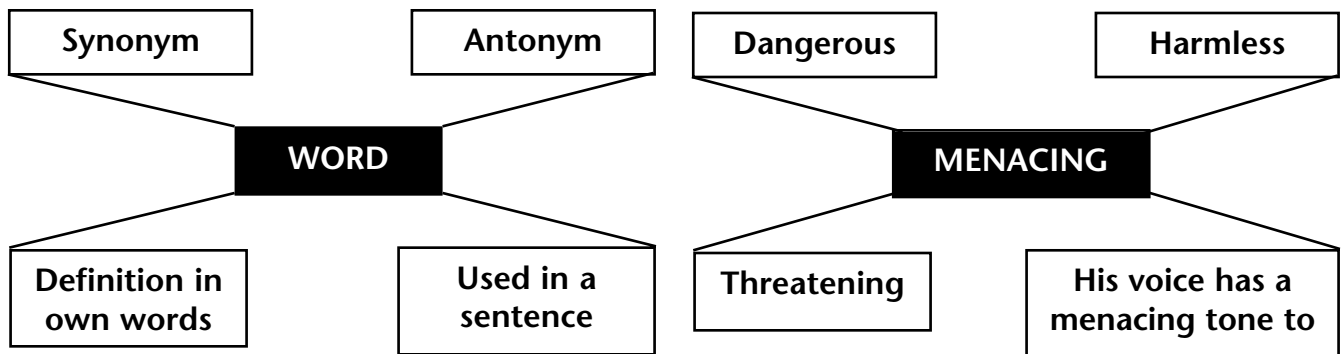 Synonym
Antonym
WORD
Definition in
own words
Used in a
sentence
Dangerous
Harmless
MENACING
Threatening
His voice has a
menacing tone to